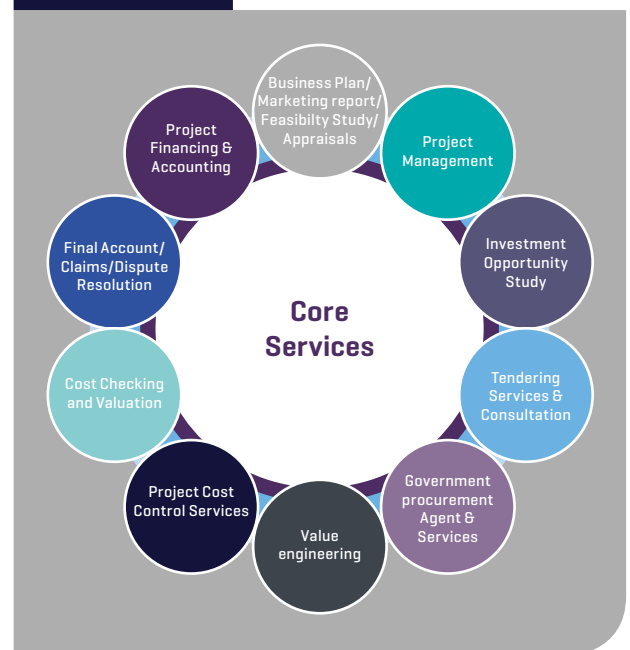 Business Plan/
Marketing report/
Feasibilty Study/
Appraisals
Project
Management
Investment
Opportunity
Study
Tendering
Services &
Consultation
Government
procurement
Agent &
Services
Value
engineering
Project Cost
Control Services
Cost Checking
and Valuation
Final Account/
Claims/Dispute
Resolution
Project
Financing &
Accounting
Core
Services